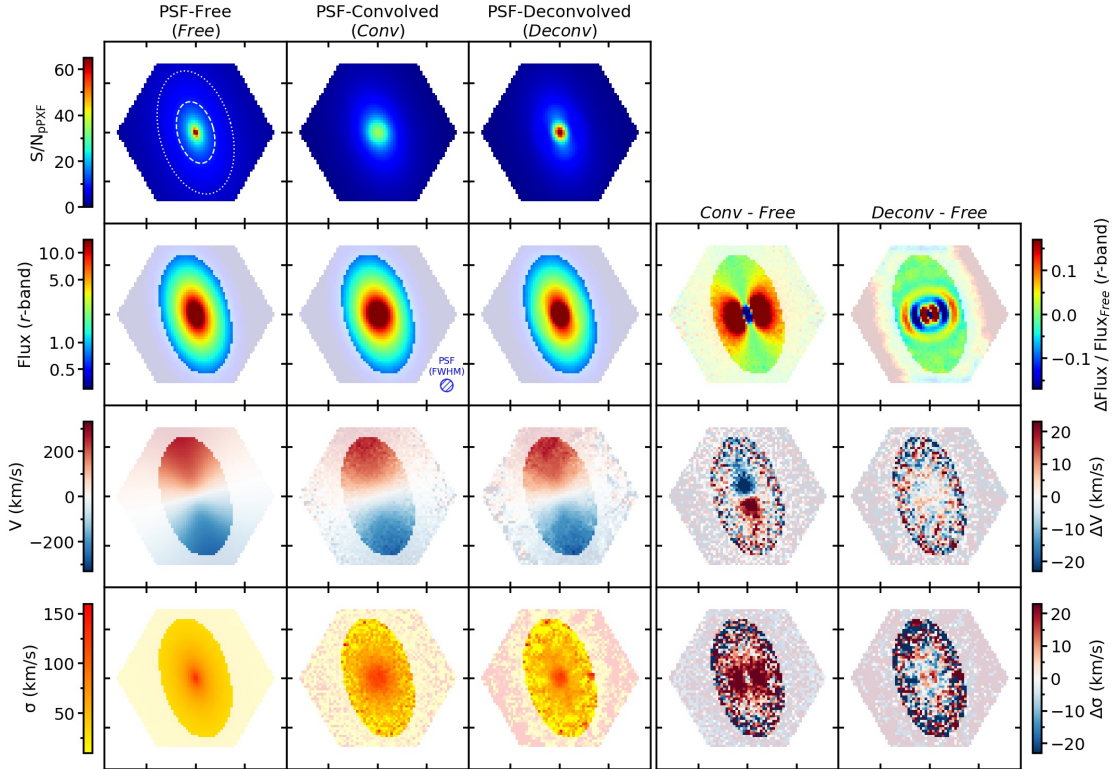 PSF-Free
(Free)
PSF-Convolved
(Conv)
PSF-Deconvolved
(Deconv)
S/NpPXF
60
40
20
0
Conv - Free
Deconv - Free
Flux (r-band)
10.0
5.0
1.0
0.5
PSF
(FWHM)
0.1
0.0
−0.1
ΔFlux / FluxFree (r-band)
V (km/s)
200
0
−200
20
10
0
−10
−20
ΔV (km/s)
σ (km/s)
150
100
50
20
10
0
−10
−20
Δσ (km/s)